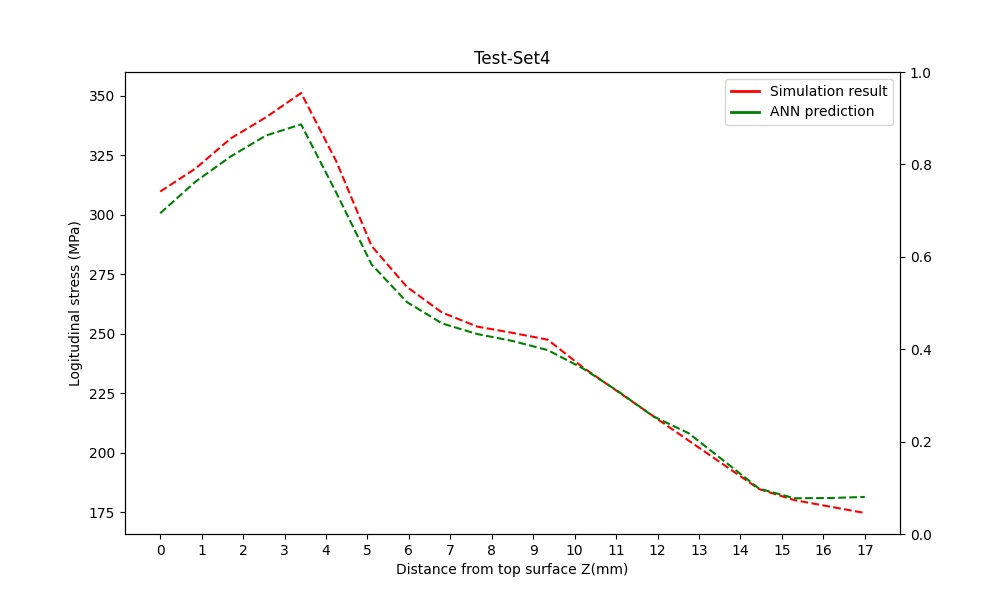 Test-Set4
Simulation result
ANN prediction
Logitudinal stress (MPa)
350
325
300
275
250
225
200
175
1.0
0.8
0.6
0.4
0.2
0.0
0 1 2 3 4 5 6 7 8 9 10 11 12 13 14 15 16 17
Distance from top surface Z(mm)